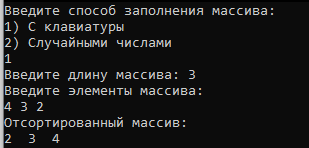 Введите способ заполнения массива:
1) С клавиатуры
2) Случайными числами
1
Введите длину массива: 3
Введите элементы массива:
4 3 2
Отсортированный массив:
2  3  4